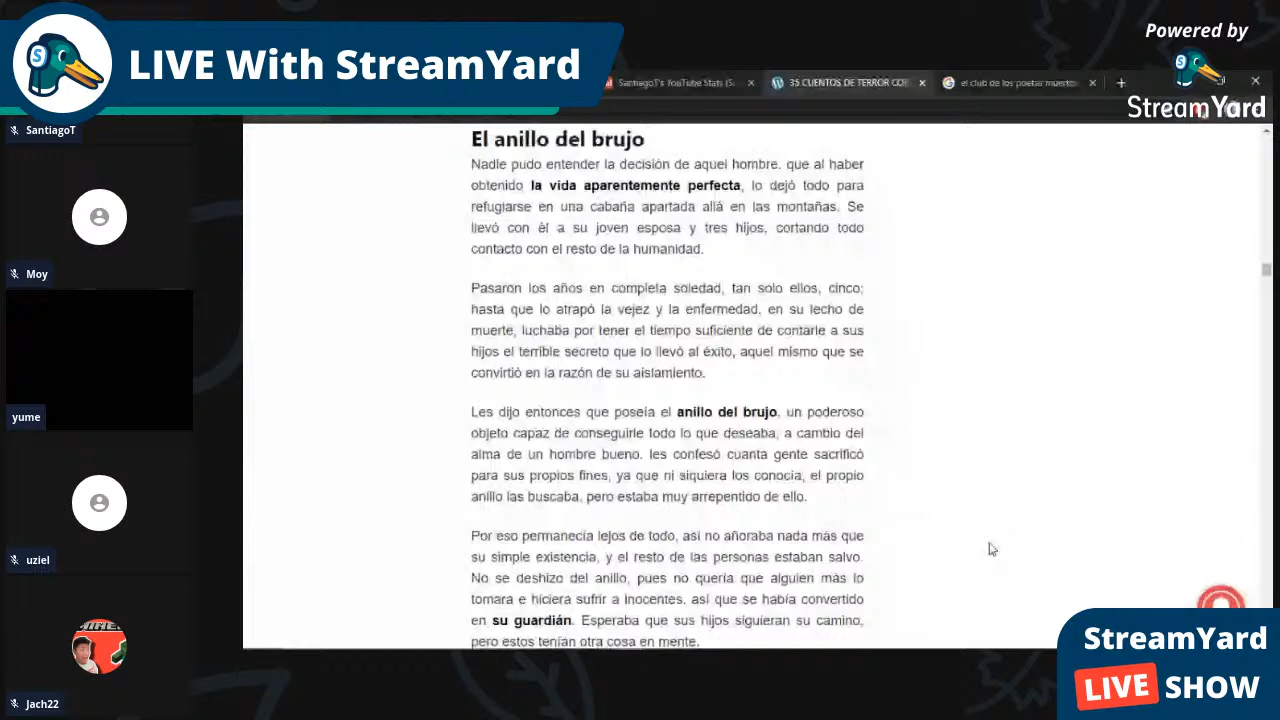 LIVE With StreamYard
Powered by
StreamYard
SantiagoT's YouTube Stats (S
35 CUENTOS DE TERROR COR
el club de los poetas muertos
SantiagoT
Moy
yume
uziel
Jach22
El anillo del brujo
Nadie pudo entender la decisión de aquel hombre, que al haber
obtenido la vida aparentemente perfecta, lo dejó todo para
refugiarse en una cabaña apartada allá en las montañas. Se
llevó con él a su joven esposa y tres hijos, cortando todo
contacto con el resto de la humanidad.
Pasaron los años en completa soledad, tan solo ellos, cinco;
hasta que lo atrapó la vejez y la enfermedad, en su lecho de
muerte, luchaba por tener el tiempo suficiente de contarle a sus
hijos el terrible secreto que lo llevó al éxito, aquel mismo que se
convirtió en la razón de su aislamiento.
Les dijo entonces que poseía el anillo del brujo, un poderoso
objeto capaz de conseguirle todo lo que deseaba, a cambio del
alma de un hombre bueno. les confesó cuanta gente sacrificó
para sus propios fines, ya que ni siquiera los conocía, el propio
anillo las buscaba, pero estaba muy arrepentido de ello.
Por eso permanecía lejos de todo, así no añoraba nada más que
su simple existencia, y el resto de las personas estaban salvo.
No se deshizo del anillo, pues no quería que alguien más lo
tomara e hiciera sufrir a inocentes. así que se había convertido
en su guardián. Esperaba que sus hijos siguieran su camino,
pero estos tenían otra cosa en mente.
StreamYard
LIVE SHOW